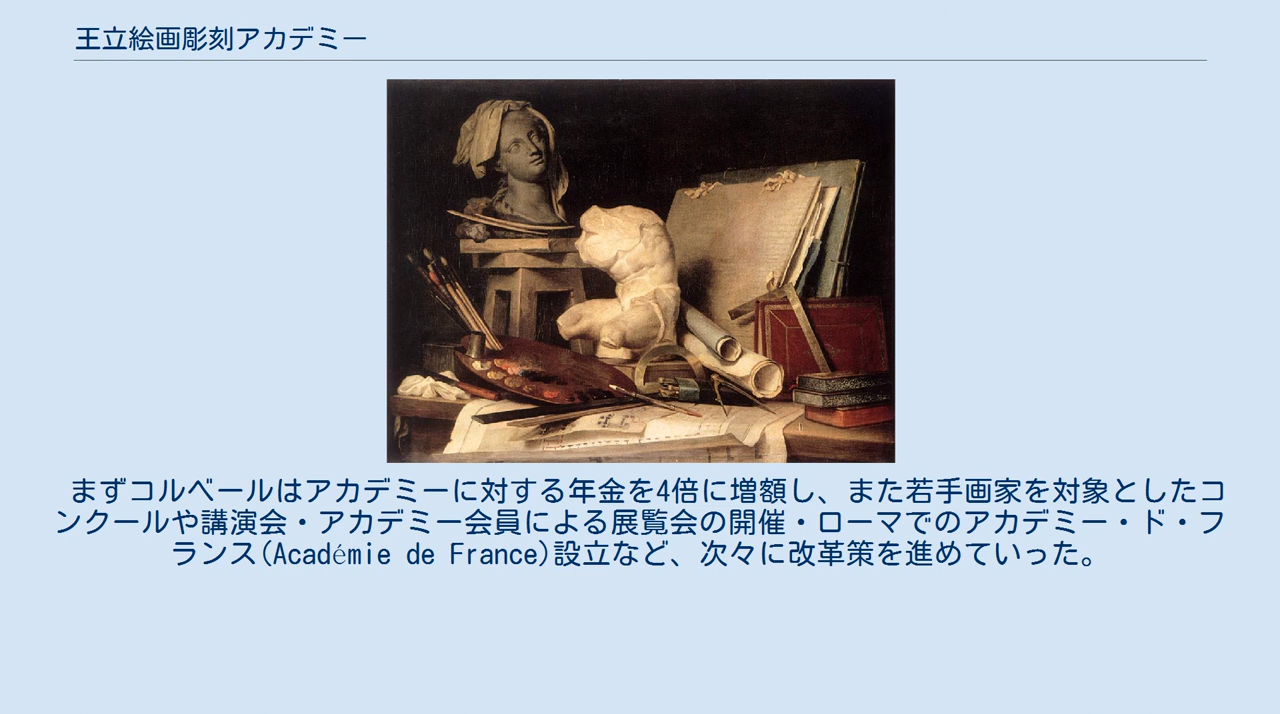 王立絵画彫刻アカデミー
まずコルベールはアカデミーに対する年金を4倍に増額し、また若手画家を対象としたコ
ンクールや講演会・アカデミー会員による展覧会の開催・ローマでのアカデミー・ド・フ
ランス(Académie de France)設立など、次々に改革策を進めていった。